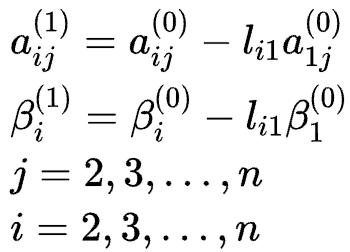 a_{ij}^{(1)} = a_{ij}^{(0)} − l_{i1}a_{1j}^{(0)}
β_i^{(1)} = β_i^{(0)} − l_{i1}β_1^{(0)}
j = 2, 3, . . . , n
i = 2, 3, . . . , n